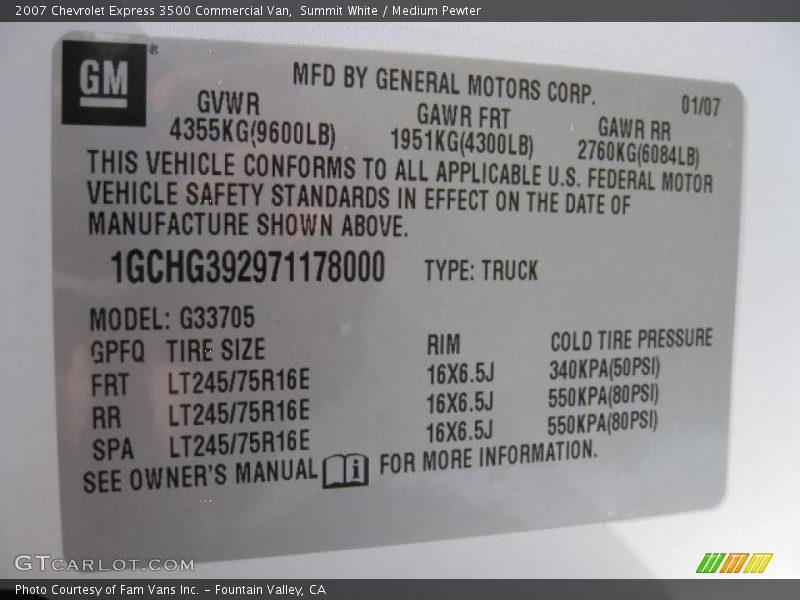 2007 Chevrolet Express 3500 Commercial Van,  Summit White / Medium Pewter
GM ®
MFD BY GENERAL MOTORS CORP.
01/07
GVWR GAWR FRT GAWR RR
4355KG(9600LB) 1951KG(4300LB) 2760KG(6084LB)
THIS VEHICLE CONFORMS TO ALL APPLICABLE U.S. FEDERAL MOTOR
VEHICLE SAFETY STANDARDS IN EFFECT ON THE DATE OF
MANUFACTURE SHOWN ABOVE.
1GCHG392971178000 TYPE: TRUCK
MODEL: G33705
GPFQ TIRE SIZE RIM COLD TIRE PRESSURE
FRT LT245/75R16E 16X6.5J 340KPA(50PSI)
RR LT245/75R16E 16X6.5J 550KPA(80PSI)
SPA LT245/75R16E 16X6.5J 550KPA(80PSI)
SEE OWNER'S MANUAL i FOR MORE INFORMATION.
GTCARLOT.COM
Photo Courtesy of Fam Vans Inc. - Fountain Valley, CA